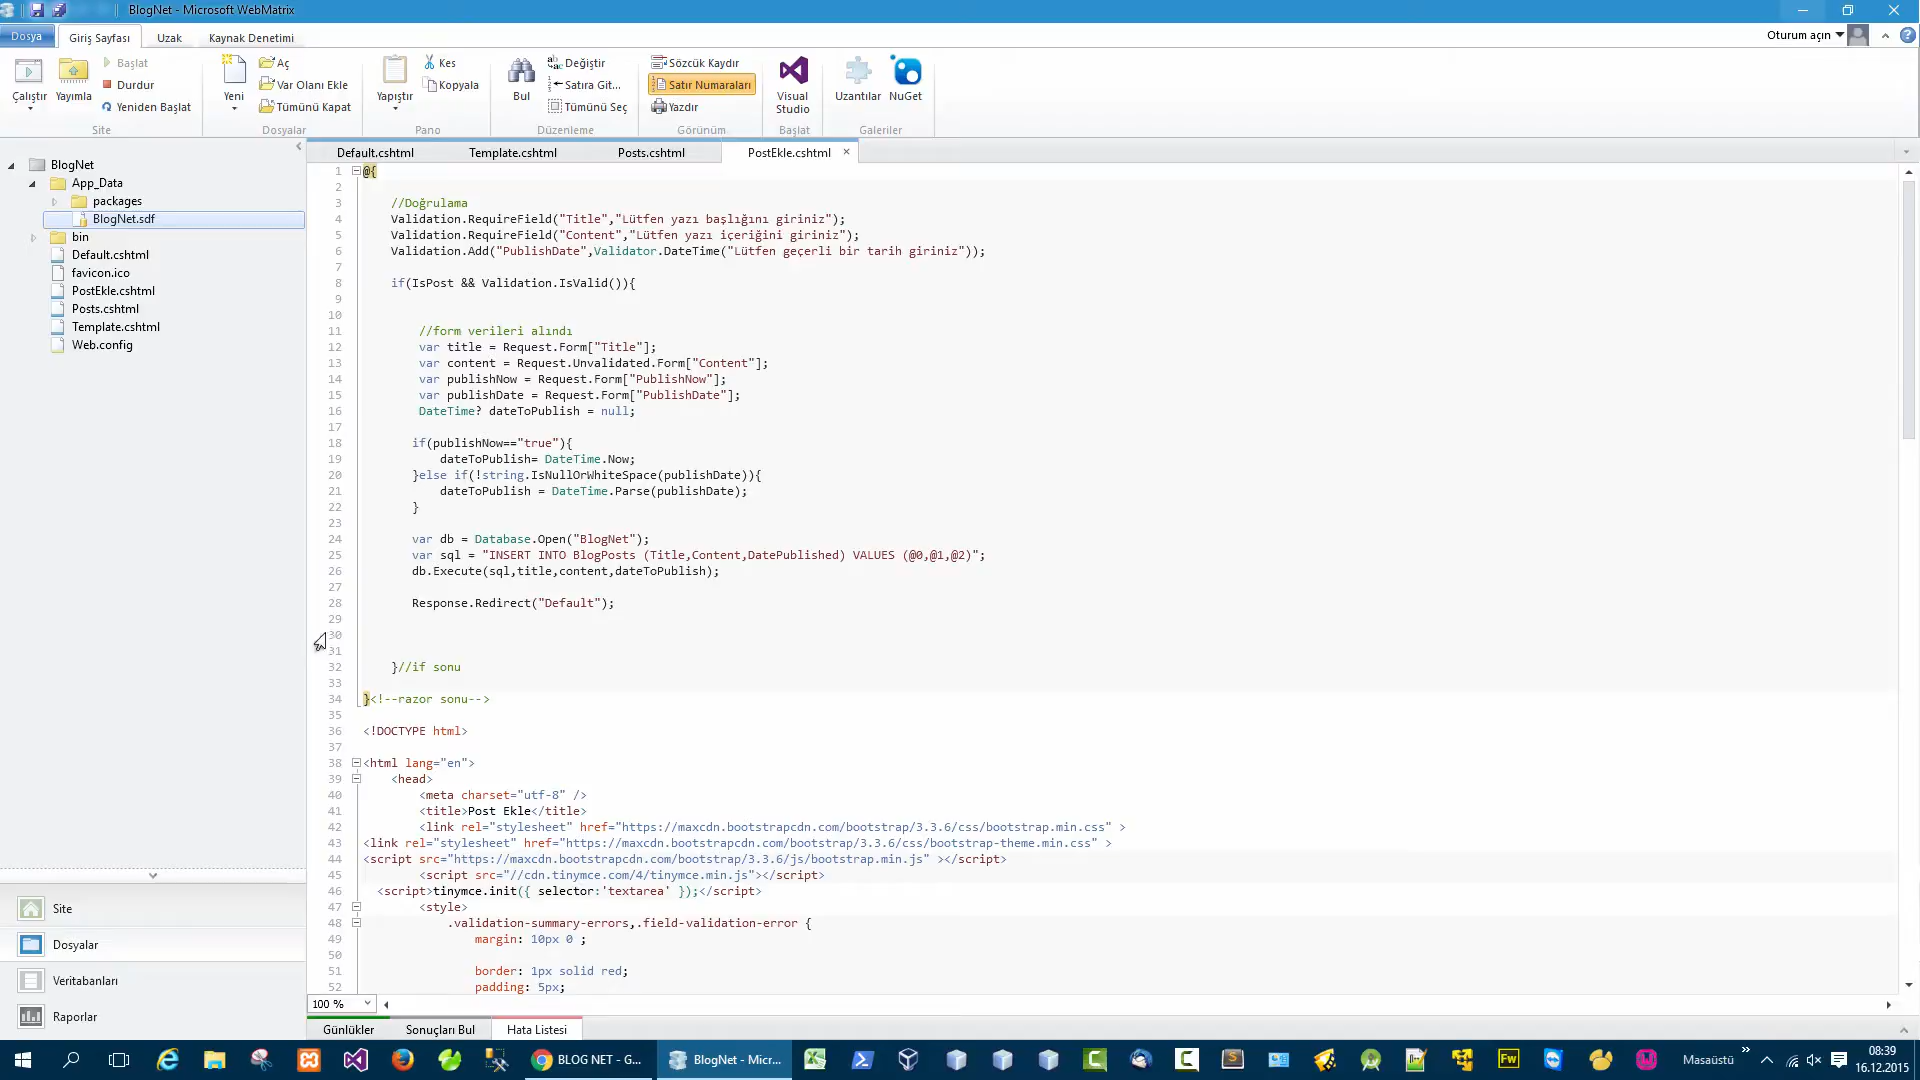 BlogNet - Microsoft WebMatrix
Dosya
Giriş Sayfası
Uzak
Kaynak Denetimi
Oturum açın
Çalıştır
Yayımla
Başlat
Durdur
Yeniden Başlat
Site
Yeni
Aç
Var Olanı Ekle
Tümünü Kapat
Dosyalar
Yapıştır
Kes
Kopyala
Pano
Bul
Değiştir
Satıra Git...
Tümünü Seç
Düzenleme
Sözcük Kaydır
Satır Numaraları
Yazdır
Görünüm
Visual
Studio
Başlat
Uzantılar
NuGet
Galeriler
BlogNet
App_Data
packages
BlogNet.sdf
bin
Default.cshtml
favicon.ico
PostEkle.cshtml
Posts.cshtml
Template.cshtml
Web.config
Site
Dosyalar
Veritabanları
Raporlar
Default.cshtml
Template.cshtml
Posts.cshtml
PostEkle.cshtml
1 @{
2
3 //Doğrulama
4 Validation.RequireField("Title","Lütfen yazı başlığını giriniz");
5 Validation.RequireField("Content","Lütfen yazı içeriğini giriniz");
6 Validation.Add("PublishDate",Validator.DateTime("Lütfen geçerli bir tarih giriniz"));
7
8 if(IsPost && Validation.IsValid()){
9
10
11 //form verileri alındı
12 var title = Request.Form["Title"];
13 var content = Request.Unvalidated.Form["Content"];
14 var publishNow = Request.Form["PublishNow"];
15 var publishDate = Request.Form["PublishDate"];
16 DateTime? dateToPublish = null;
17
18 if(publishNow=="true"){
19 dateToPublish= DateTime.Now;
20 }else if(!string.IsNullOrWhiteSpace(publishDate)){
21 dateToPublish = DateTime.Parse(publishDate);
22 }
23
24 var db = Database.Open("BlogNet");
25 var sql = "INSERT INTO BlogPosts (Title,Content,DatePublished) VALUES (@0,@1,@2)";
26 db.Execute(sql,title,content,dateToPublish);
27
28 Response.Redirect("Default");
29
30
31
32 }//if sonu
33
34 }<!--razor sonu-->
35
36 <!DOCTYPE html>
37
38 <html lang="en">
39 <head>
40 <meta charset="utf-8" />
41 <title>Post Ekle</title>
42 <link rel="stylesheet" href="https://maxcdn.bootstrapcdn.com/bootstrap/3.3.6/css/bootstrap.min.css" >
43 <link rel="stylesheet" href="https://maxcdn.bootstrapcdn.com/bootstrap/3.3.6/css/bootstrap-theme.min.css" >
44 <script src="https://maxcdn.bootstrapcdn.com/bootstrap/3.3.6/js/bootstrap.min.js" ></script>
45 <script src="//cdn.tinymce.com/4/tinymce.min.js"></script>
46 <script>tinymce.init({ selector:'textarea' });</script>
47 <style>
48 .validation-summary-errors,.field-validation-error {
49 margin: 10px 0 ;
50
51 border: 1px solid red;
52 padding: 5px;
100 %
Günlükler
Sonuçları Bul
Hata Listesi
BLOG NET - G...
BlogNet - Micr...
Fw
Masaüstü
08:39
16.12.2015